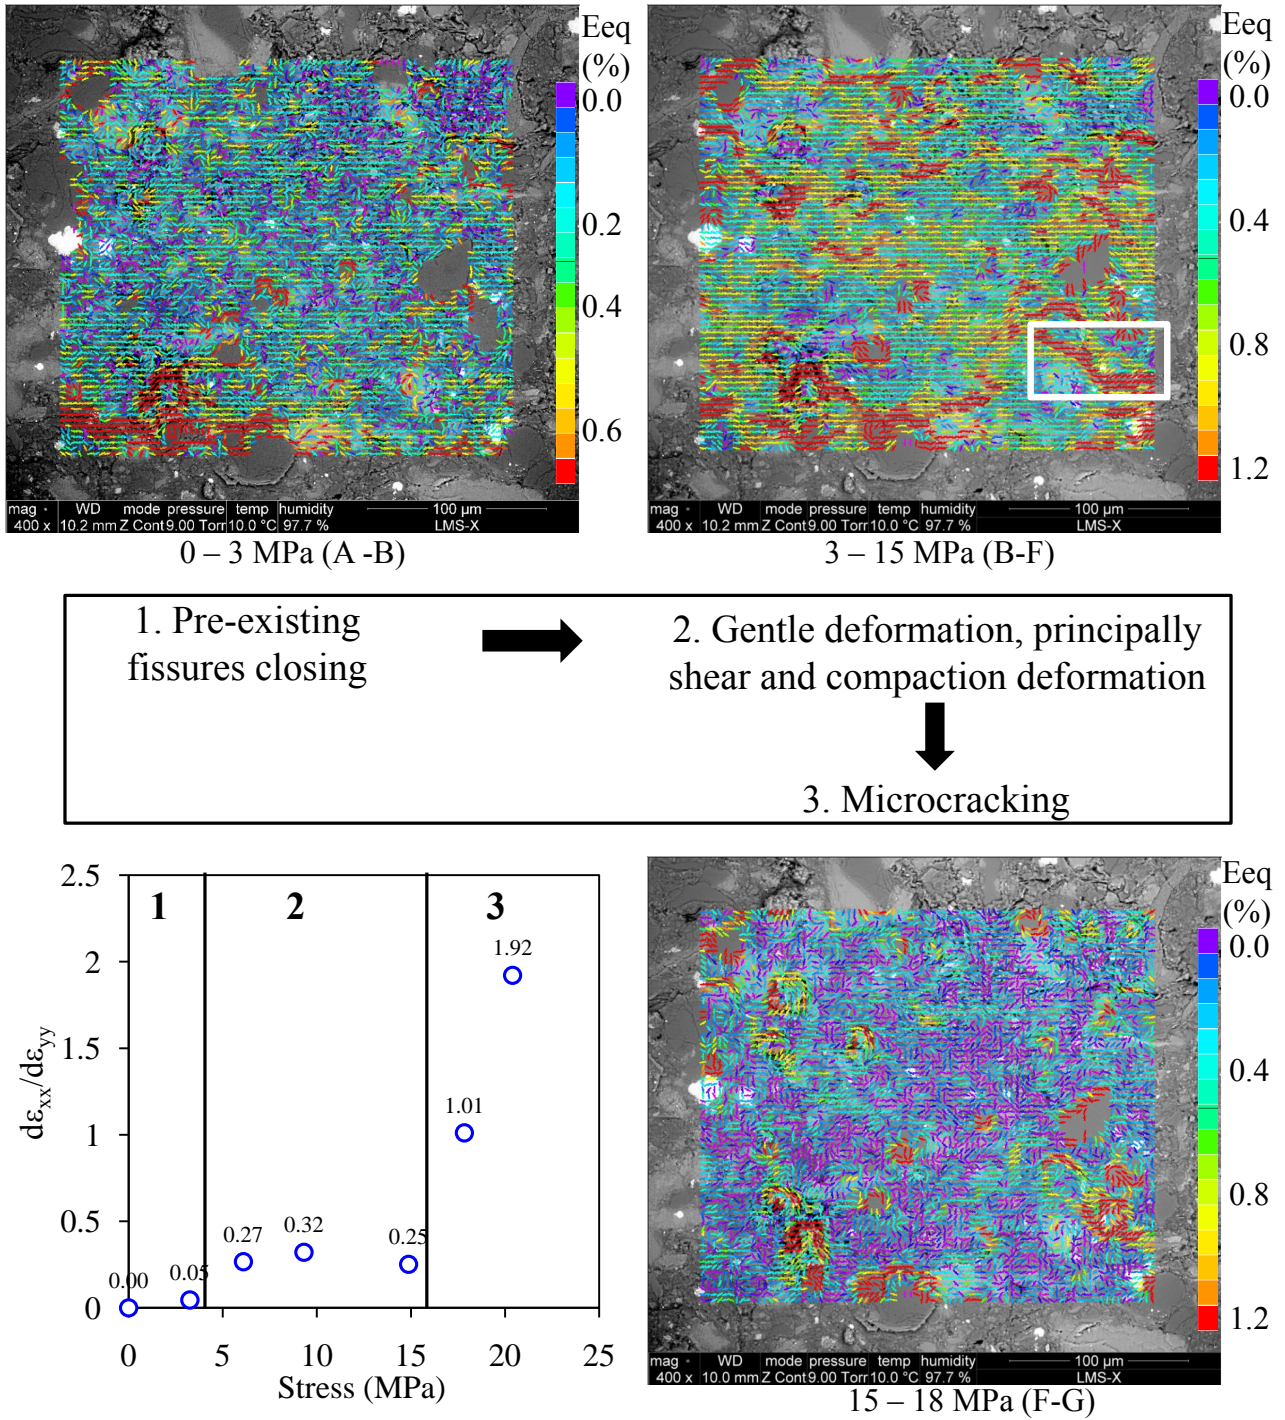 Eeq
(%)
0.0
0.2
0.4
0.6
mag WD mode pressure temp humidity 100 µm
400 x 10.2 mm Z Cont 9.00 Torr 10.0 °C 97.7 % LMS-X
0 – 3 MPa (A -B)
Eeq
(%)
0.0
0.4
0.8
1.2
mag WD mode pressure temp humidity 100 µm
400 x 10.2 mm Z Cont 9.00 Torr 10.0 °C 97.7 % LMS-X
3 – 15 MPa (B-F)
1. Pre-existing
fissures closing
2. Gentle deformation, principally
shear and compaction deformation
3. Microcracking
2.5
2
1.5
1
0.5
0
dεxx/dεyy
1 2 3
1.92
1.01
0.27 0.32 0.25
0.00 0.05
0 5 10 15 20 25
Stress (MPa)
Eeq
(%)
0.0
0.4
0.8
1.2
mag WD mode pressure temp humidity 100 µm
400 x 10.0 mm Z Cont 9.00 Torr 10.0 °C 97.7 % LMS-X
15 – 18 MPa (F-G)